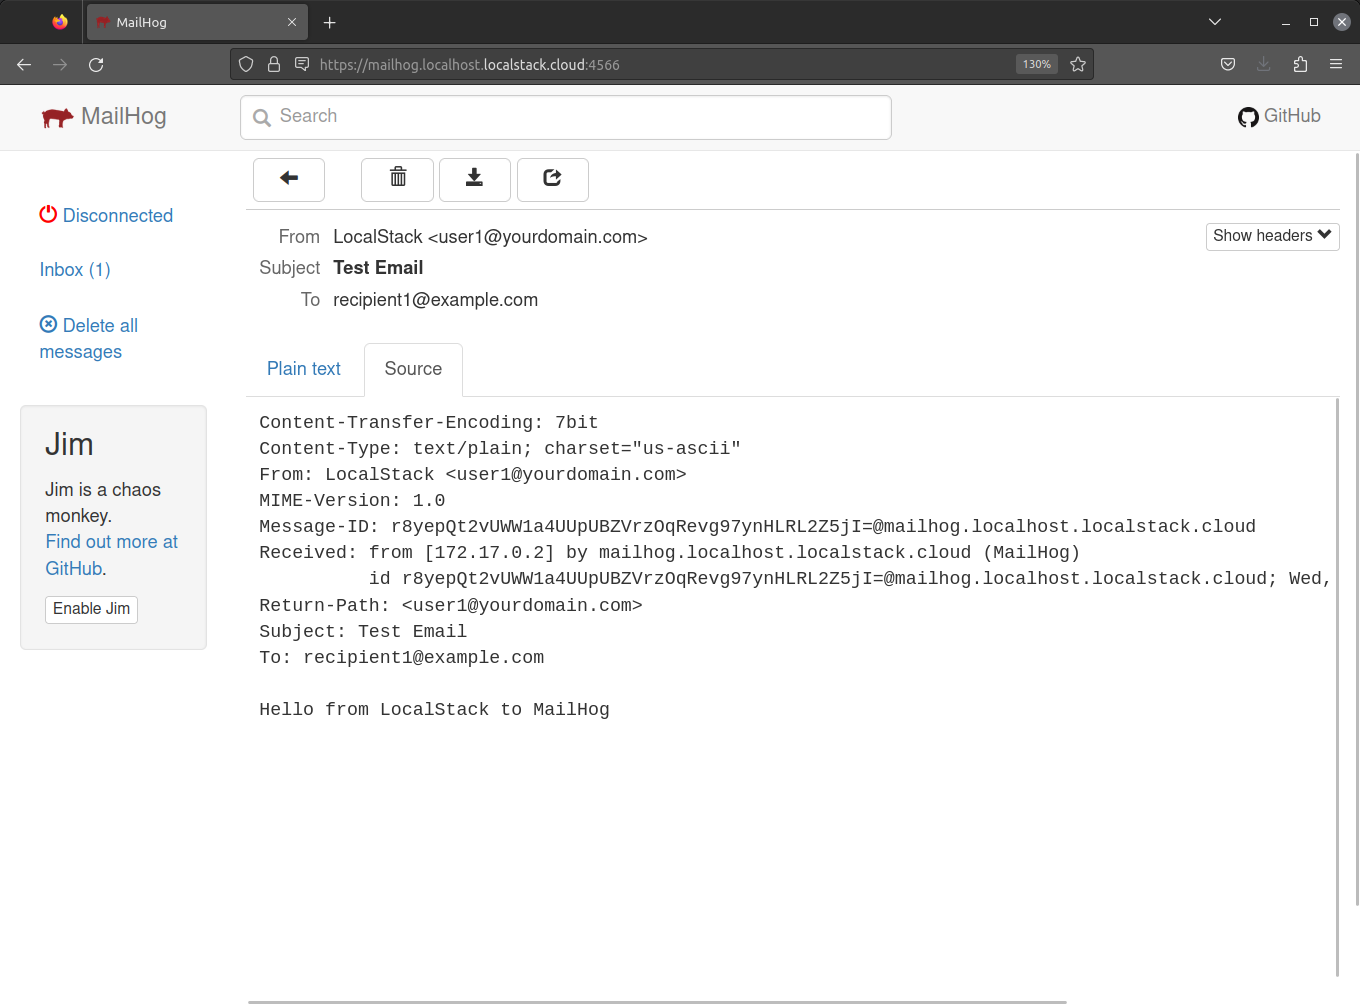 MailHog
https://mailhog.localhost.localstack.cloud:4566
130%
MailHog
Search
GitHub
Disconnected
Inbox (1)
Delete all
messages
Jim
Jim is a chaos
monkey.
Find out more at
GitHub.
Enable Jim
From LocalStack <user1@yourdomain.com>
Show headers
Subject Test Email
To recipient1@example.com
Plain text Source
Content-Transfer-Encoding: 7bit
Content-Type: text/plain; charset="us-ascii"
From: LocalStack <user1@yourdomain.com>
MIME-Version: 1.0
Message-ID: r8yepQt2vUWW1a4UUpUBZVrzOqRevg97ynHLRL2Z5jI=@mailhog.localhost.localstack.cloud
Received: from [172.17.0.2] by mailhog.localhost.localstack.cloud (MailHog)
id r8yepQt2vUWW1a4UUpUBZVrzOqRevg97ynHLRL2Z5jI=@mailhog.localhost.localstack.cloud; Wed,
Return-Path: <user1@yourdomain.com>
Subject: Test Email
To: recipient1@example.com
Hello from LocalStack to MailHog